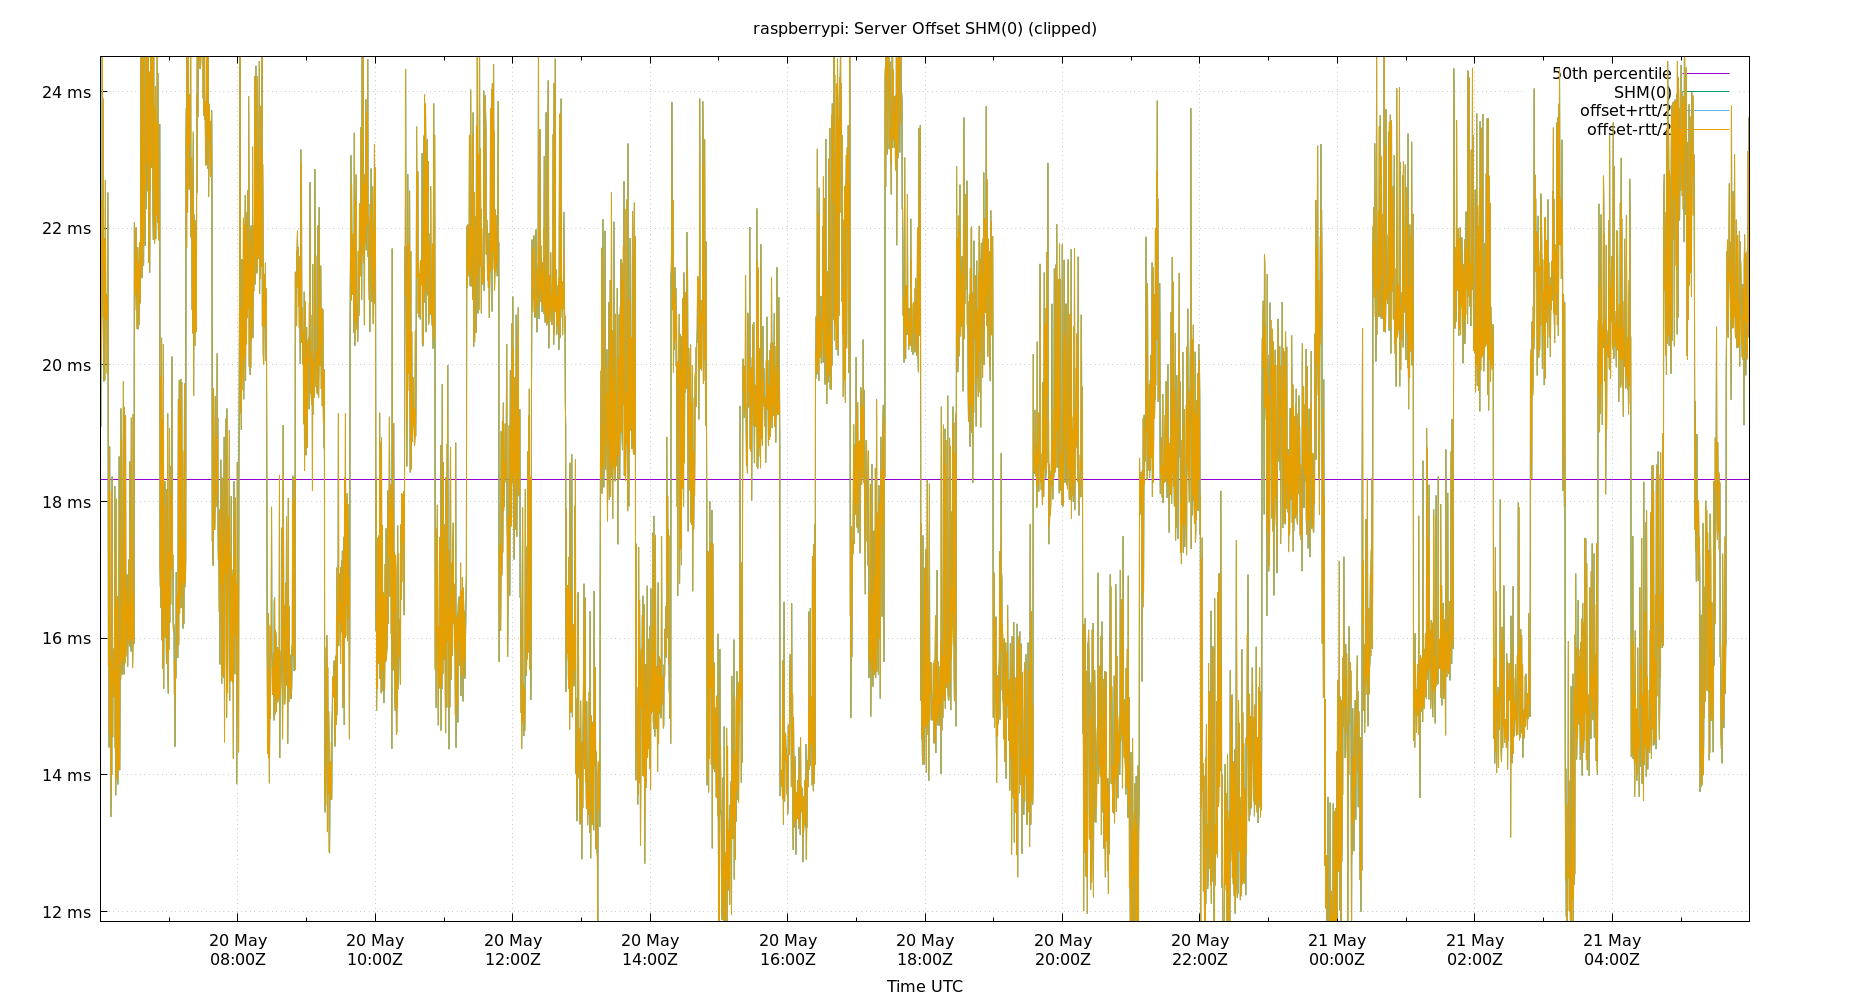 raspberrypi: Server Offset SHM(0) (clipped)
24 ms
22 ms
20 ms
18 ms
16 ms
14 ms
12 ms
50th percentile
SHM(0)
offset+rtt/2
offset-rtt/2
20 May
08:00Z
20 May
10:00Z
20 May
12:00Z
20 May
14:00Z
20 May
16:00Z
20 May
18:00Z
20 May
20:00Z
20 May
22:00Z
21 May
00:00Z
21 May
02:00Z
21 May
04:00Z
Time UTC